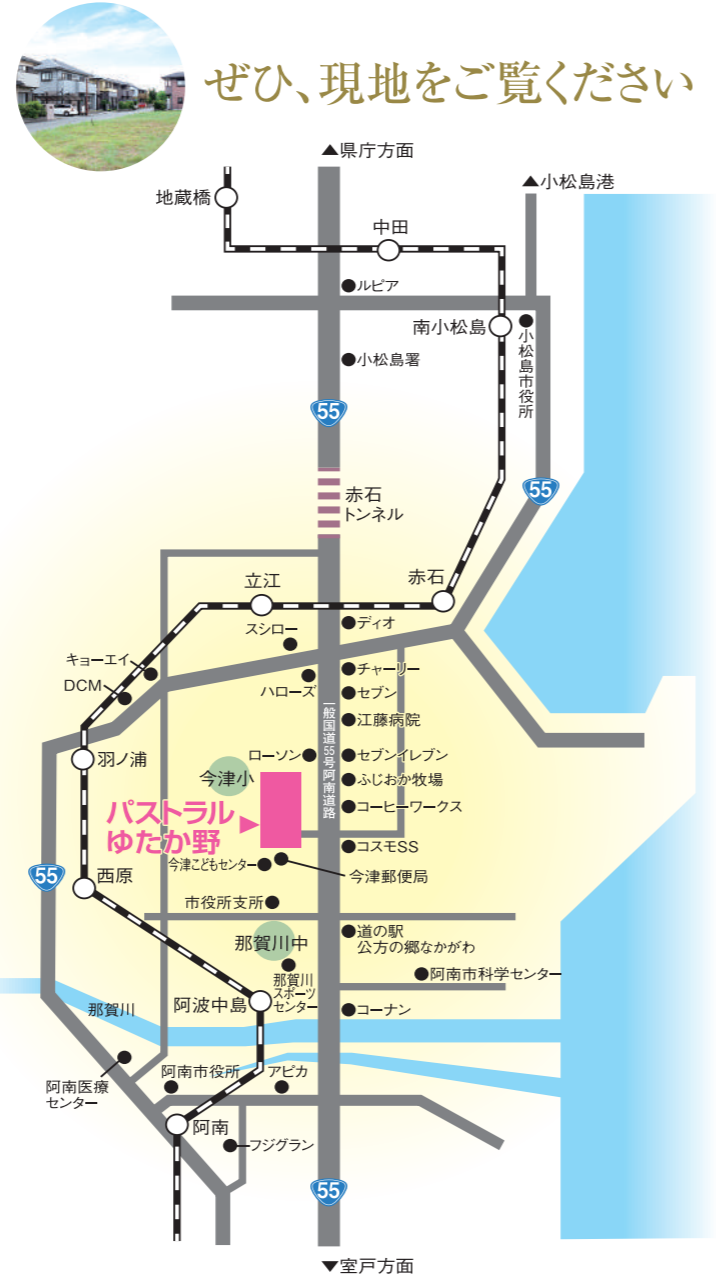 ぜひ、現地をご覧ください
▲県庁方面
▲小松島港
地蔵橋
中田
ルピア
南小松島
小松島市役所
小松島署
55
55
赤石
トンネル
立江
赤石
ディオ
スシロー
キョーエイ
チャーリー
DCM
ハローズ
セブン
一般国道55号阿南道路
江藤病院
羽ノ浦
ローソン
セブンイレブン
今津小
ふじおか牧場
パストラル
ゆたか野
コーヒーワークス
コスモSS
今津こどもセンター
今津郵便局
55
西原
市役所支所
那賀川中
道の駅
公方の郷なかがわ
那賀川
スポーツ
センター
阿南市科学センター
阿波中島
コーナン
那賀川
阿南医療
センター
阿南市役所
アピカ
阿南
フジグラン
55
▼室戸方面